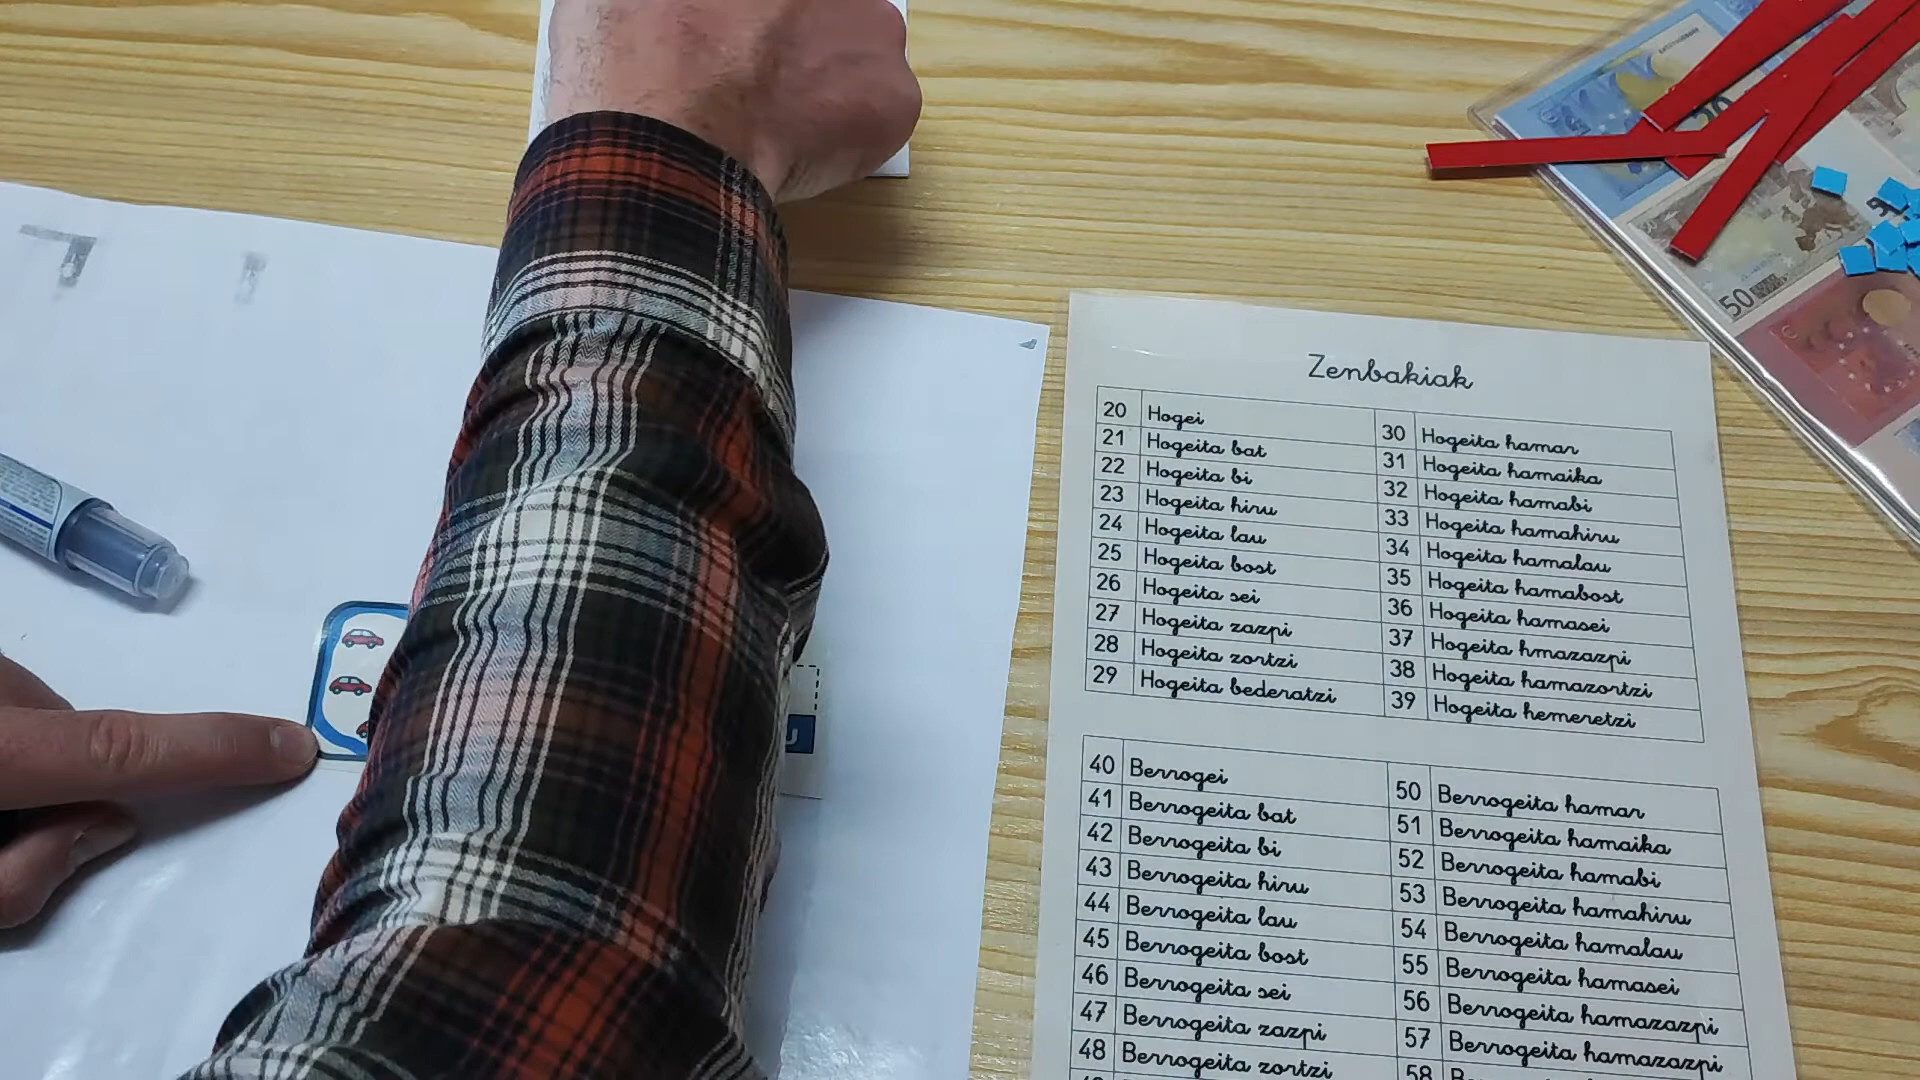 Zenbakiak
20 Hogei 30 Hogeita hamar
21 Hogeita bat 31 Hogeita hamaika
22 Hogeita bi 32 Hogeita hamabi
23 Hogeita hiru 33 Hogeita hamahiru
24 Hogeita lau 34 Hogeita hamalau
25 Hogeita bost 35 Hogeita hamabost
26 Hogeita sei 36 Hogeita hamasei
27 Hogeita zazpi 37 Hogeita hmazazpi
28 Hogeita zortzi 38 Hogeita hamazortzi
29 Hogeita bederatzi 39 Hogeita hemeretzi
40 Berrogei 50 Berrogeita hamar
41 Berrogeita bat 51 Berrogeita hamaika
42 Berrogeita bi 52 Berrogeita hamabi
43 Berrogeita hiru 53 Berrogeita hamahiru
44 Berrogeita lau 54 Berrogeita hamalau
45 Berrogeita bost 55 Berrogeita hamasei
46 Berrogeita sei 56 Berrogeita hamazazpi
47 Berrogeita zazpi 57 Berrogeita hamazazpi
48 Berrogeita zortzi 58
50